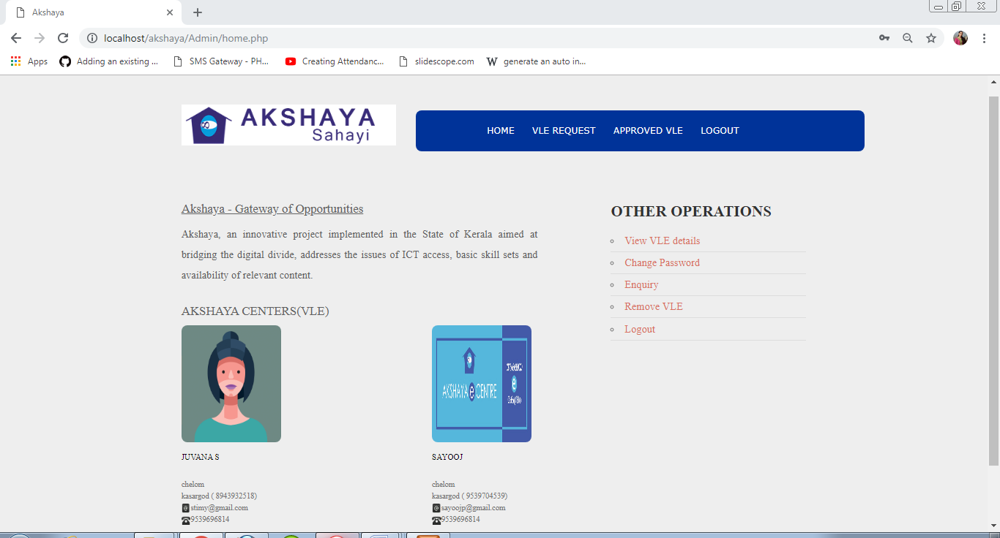 Akshaya
localhost/akshaya/Admin/home.php
Apps
Adding an existing ...
SMS Gateway - PH...
Creating Attendanc...
slidescope.com
W generate an auto in...
AKSHAYA
Sahayi
HOME VLE REQUEST APPROVED VLE LOGOUT
Akshaya - Gateway of Opportunities
Akshaya, an innovative project implemented in the State of Kerala aimed at
bridging the digital divide, addresses the issues of ICT access, basic skill sets and
availability of relevant content.
AKSHAYA CENTERS(VLE)
AKSHAYA e CENTRE
e
JUVANA S
chelom
kasargod ( 8943932518)
@ stimy@gmail.com
9539696814
SAYOOJ
chelom
kasargod ( 9539704539)
@ sayoojp@gmail.com
9539696814
OTHER OPERATIONS
View VLE details
Change Password
Enquiry
Remove VLE
Logout